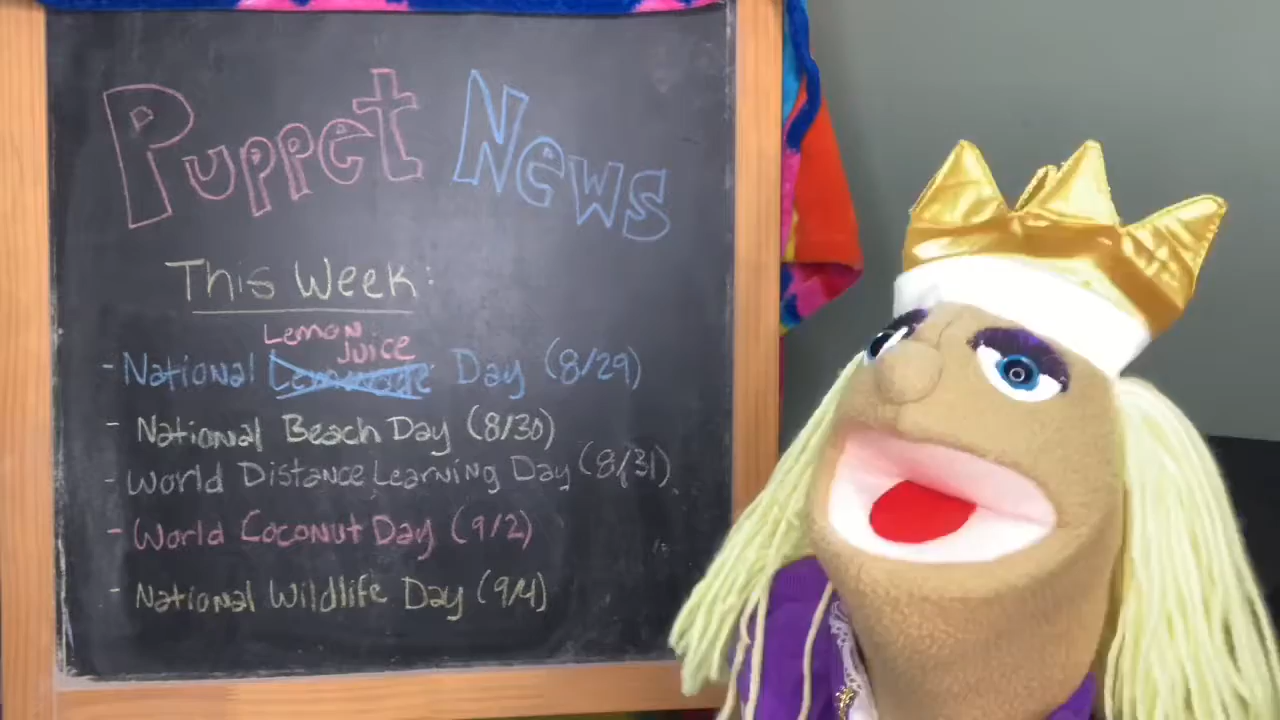 Puppet News
This Week:
Lemon
Juice
- National Lemonade Day (8/29)
- National Beach Day (8/30)
- World Distance Learning Day (8/31)
- World Coconut Day (9/2)
- National Wildlife Day (9/4)